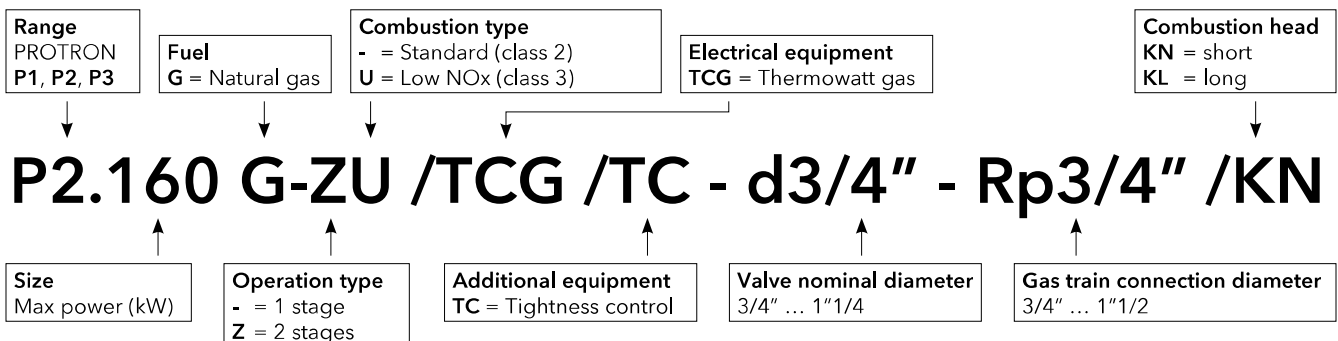 Range
PROTRON
P1, P2, P3
Fuel
G = Natural gas
Combustion type
- = Standard (class 2)
U = Low NOx (class 3)
Electrical equipment
TCG = Thermowatt gas
Combustion head
KN = short
KL = long
P2.160 G-ZU /TCG /TC - d3/4" - Rp3/4" /KN
Size
Max power (kW)
Operation type
- = 1 stage
Z = 2 stages
Additional equipment
TC = Tightness control
Valve nominal diameter
3/4" ... 1"1/4
Gas train connection diameter
3/4" ... 1"1/2